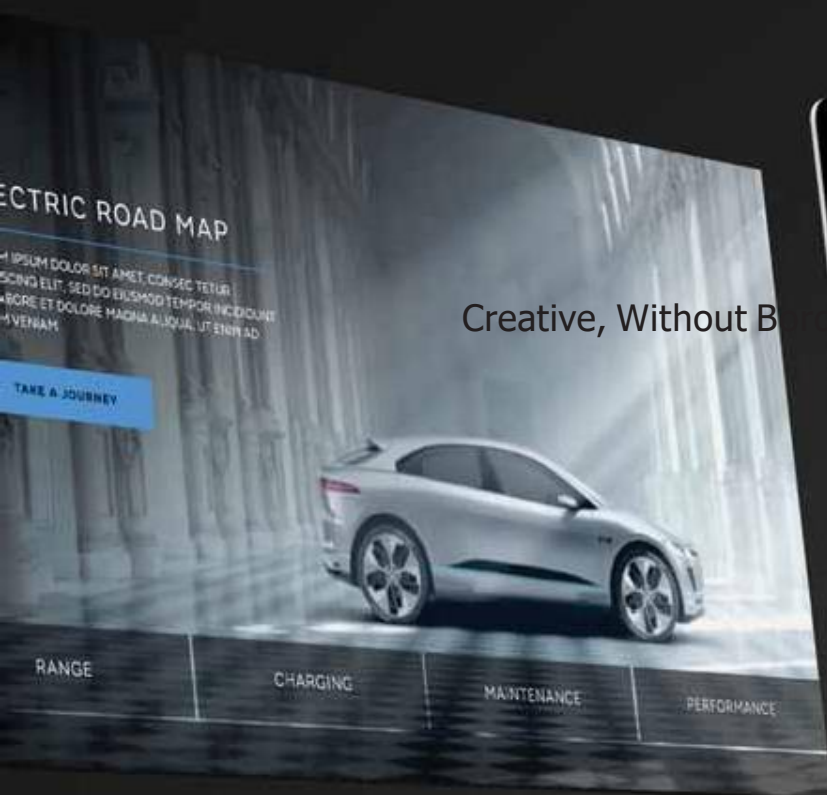 ECTRIC ROAD MAP
M IPSUM DOLOR SIT AMET, CONSEC TETUR
SCING ELIT, SED DO EIUSMOD TEMPOR INCIDIDUNT
ABORE ET DOLORE MAGNA ALIQUA. UT ENIM AD
M VENIAM
TAKE A JOURNEY
Creative, Without Bord
RANGE
CHARGING
MAINTENANCE
PERFORMANCE